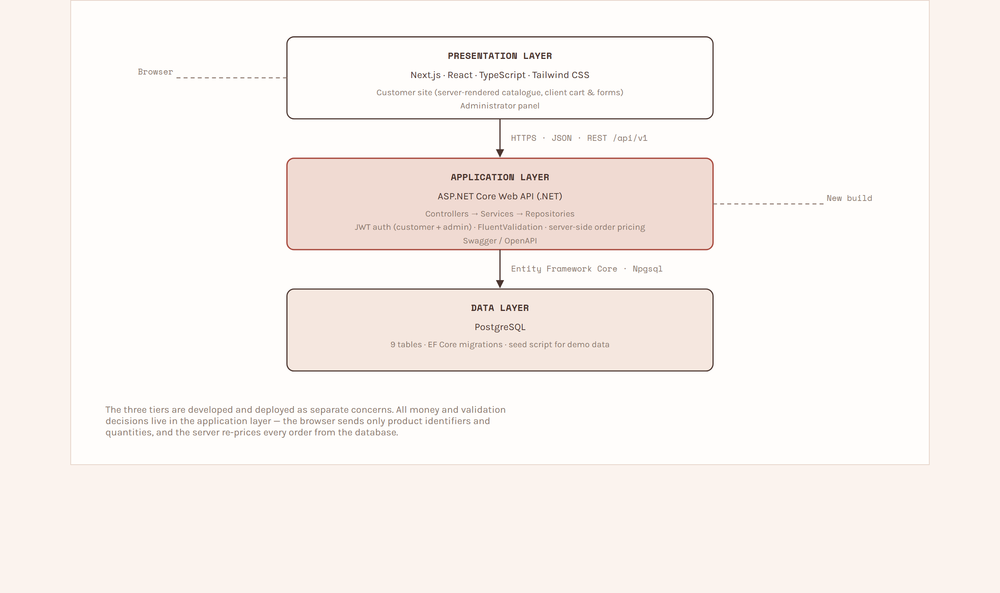 PRESENTATION LAYER
Browser
Next.js · React · TypeScript · Tailwind CSS
Customer site (server-rendered catalogue, client cart & forms)
Administrator panel
HTTPS · JSON · REST /api/v1
APPLICATION LAYER
ASP.NET Core Web API (.NET)
New build
Controllers → Services → Repositories
JWT auth (customer + admin) · FluentValidation · server-side order pricing
Swagger / OpenAPI
Entity Framework Core · Npgsql
DATA LAYER
PostgreSQL
9 tables · EF Core migrations · seed script for demo data
The three tiers are developed and deployed as separate concerns. All money and validation
decisions live in the application layer — the browser sends only product identifiers and
quantities, and the server re-prices every order from the database.